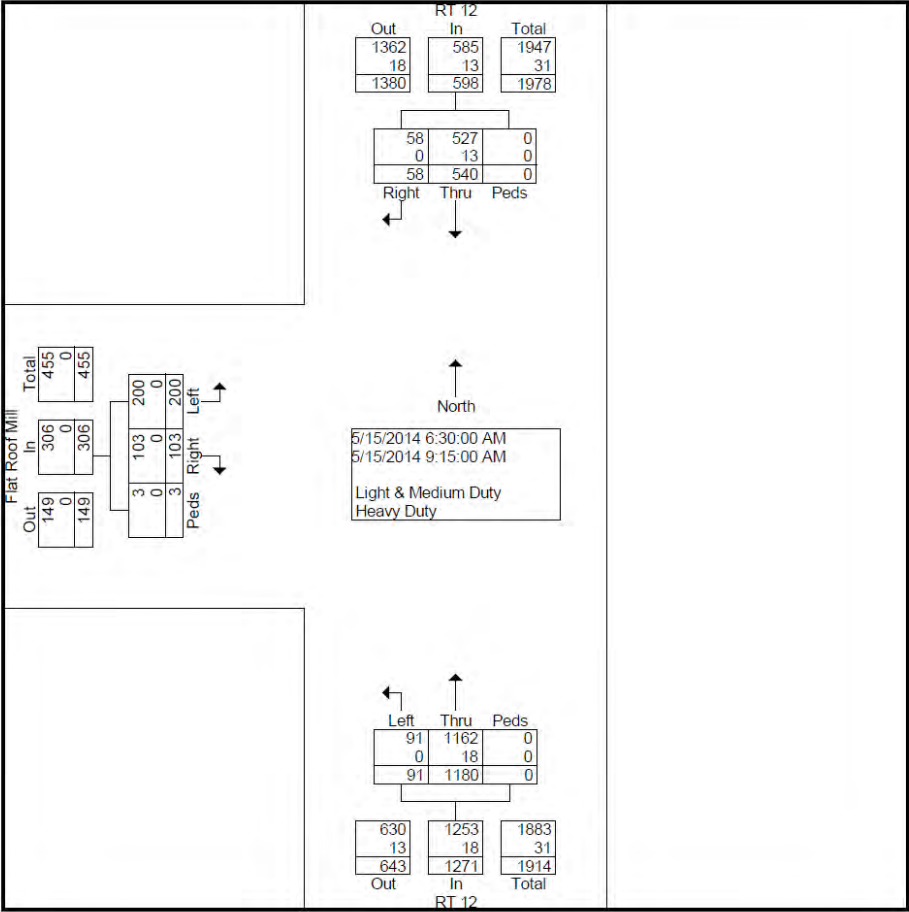 RT 12
Out In Total
1362 585 1947
18 13 31
1380 598 1978
58 527 0
0 13 0
58 540 0
Right Thru Peds
Flat Roof Mill
Out In Total
149 306 455
0 0 0
149 306 455
3 103 200
0 0 0
3 103 200
Peds Right Left
North
5/15/2014 6:30:00 AM
5/15/2014 9:15:00 AM
Light & Medium Duty
Heavy Duty
Left Thru Peds
91 1162 0
0 18 0
91 1180 0
630 1253 1883
13 18 31
643 1271 1914
Out In Total
RT 12